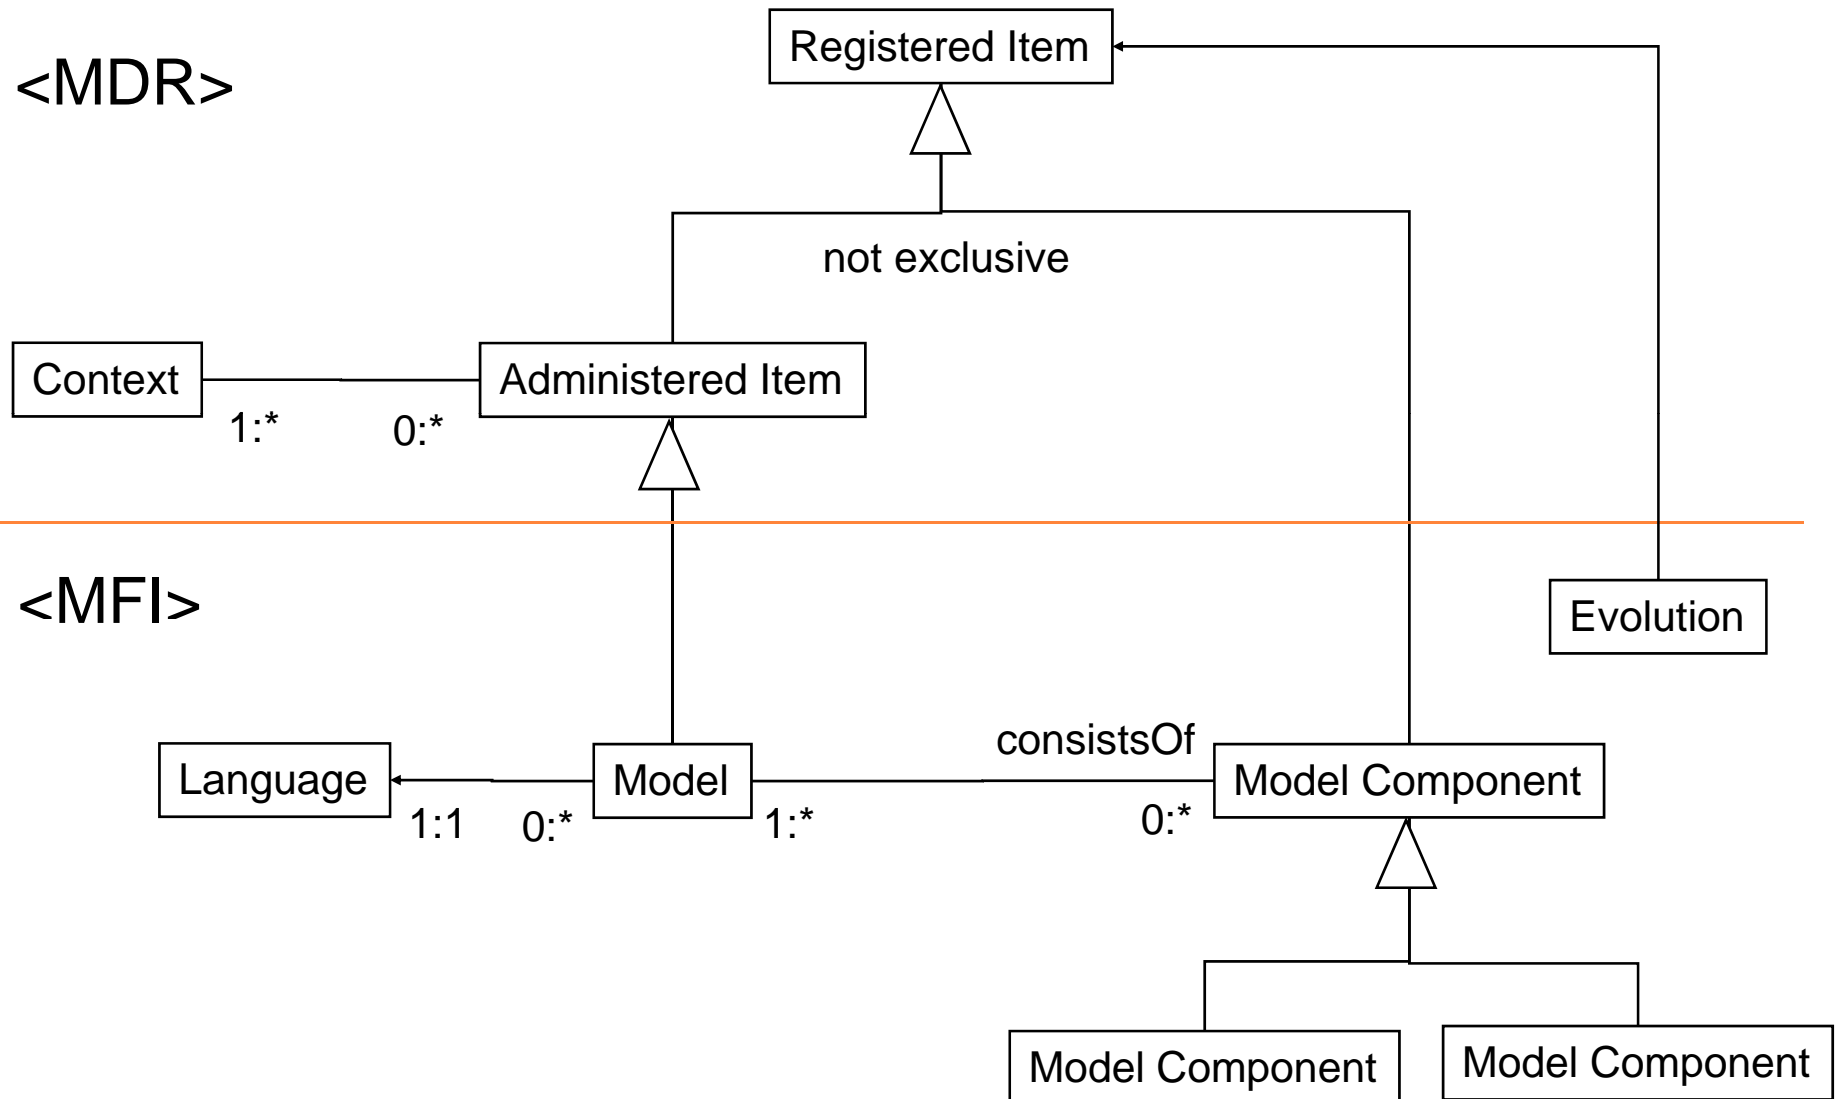 Registered Item
<MDR>
not exclusive
Context
Administered Item
1:*
0:*
<MFI>
Evolution
consistsOf
Language
Model
Model Component
1:1
0:*
1:*
0:*
Model Component
Model Component